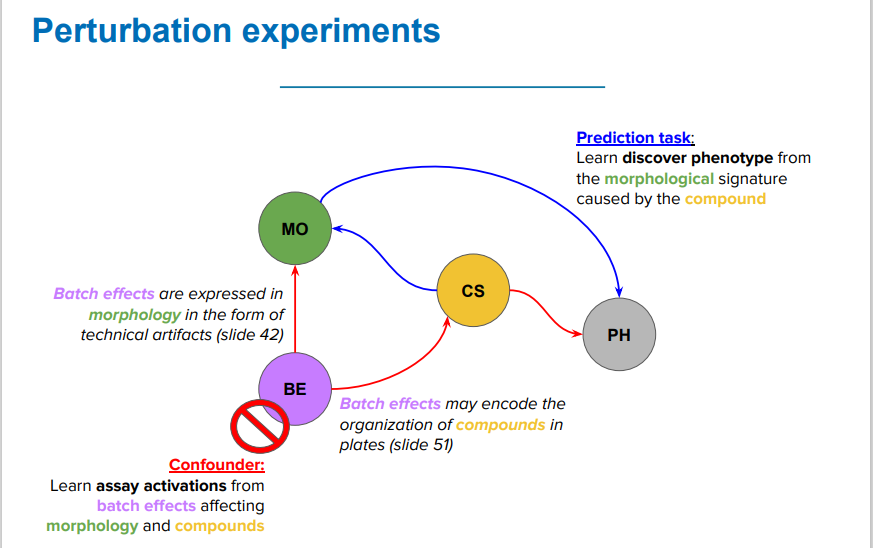 Perturbation experiments
Prediction task:
Learn discover phenotype from
the morphological signature
caused by the compound
MO
CS
PH
Batch effects are expressed in
morphology in the form of
technical artifacts (slide 42)
BE
Batch effects may encode the
organization of compounds in
plates (slide 51)
Confounder:
Learn assay activations from
batch effects affecting
morphology and compounds